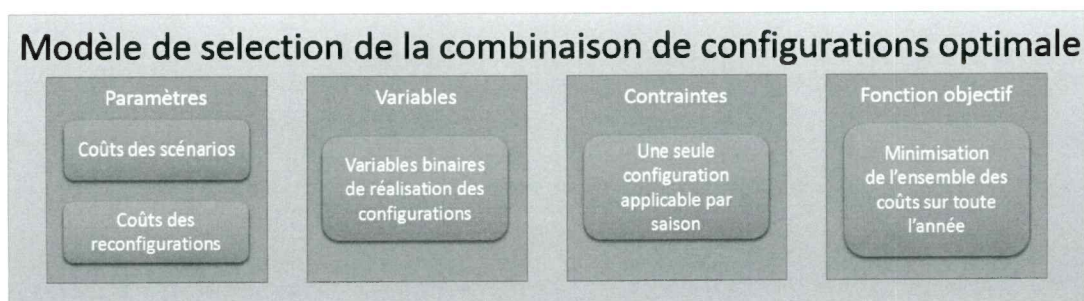 Modèle de selection de la combinaison de configurations optimale
Paramètres
Coûts des scénarios
Coûts des
reconfigurations
Variables
Variables binaires
de réalisation des
configurations
Contraintes
Une seule
configuration
applicable par
saison
Fonction objectif
Minimisation
de l'ensemble des
coûts sur toute
l'année